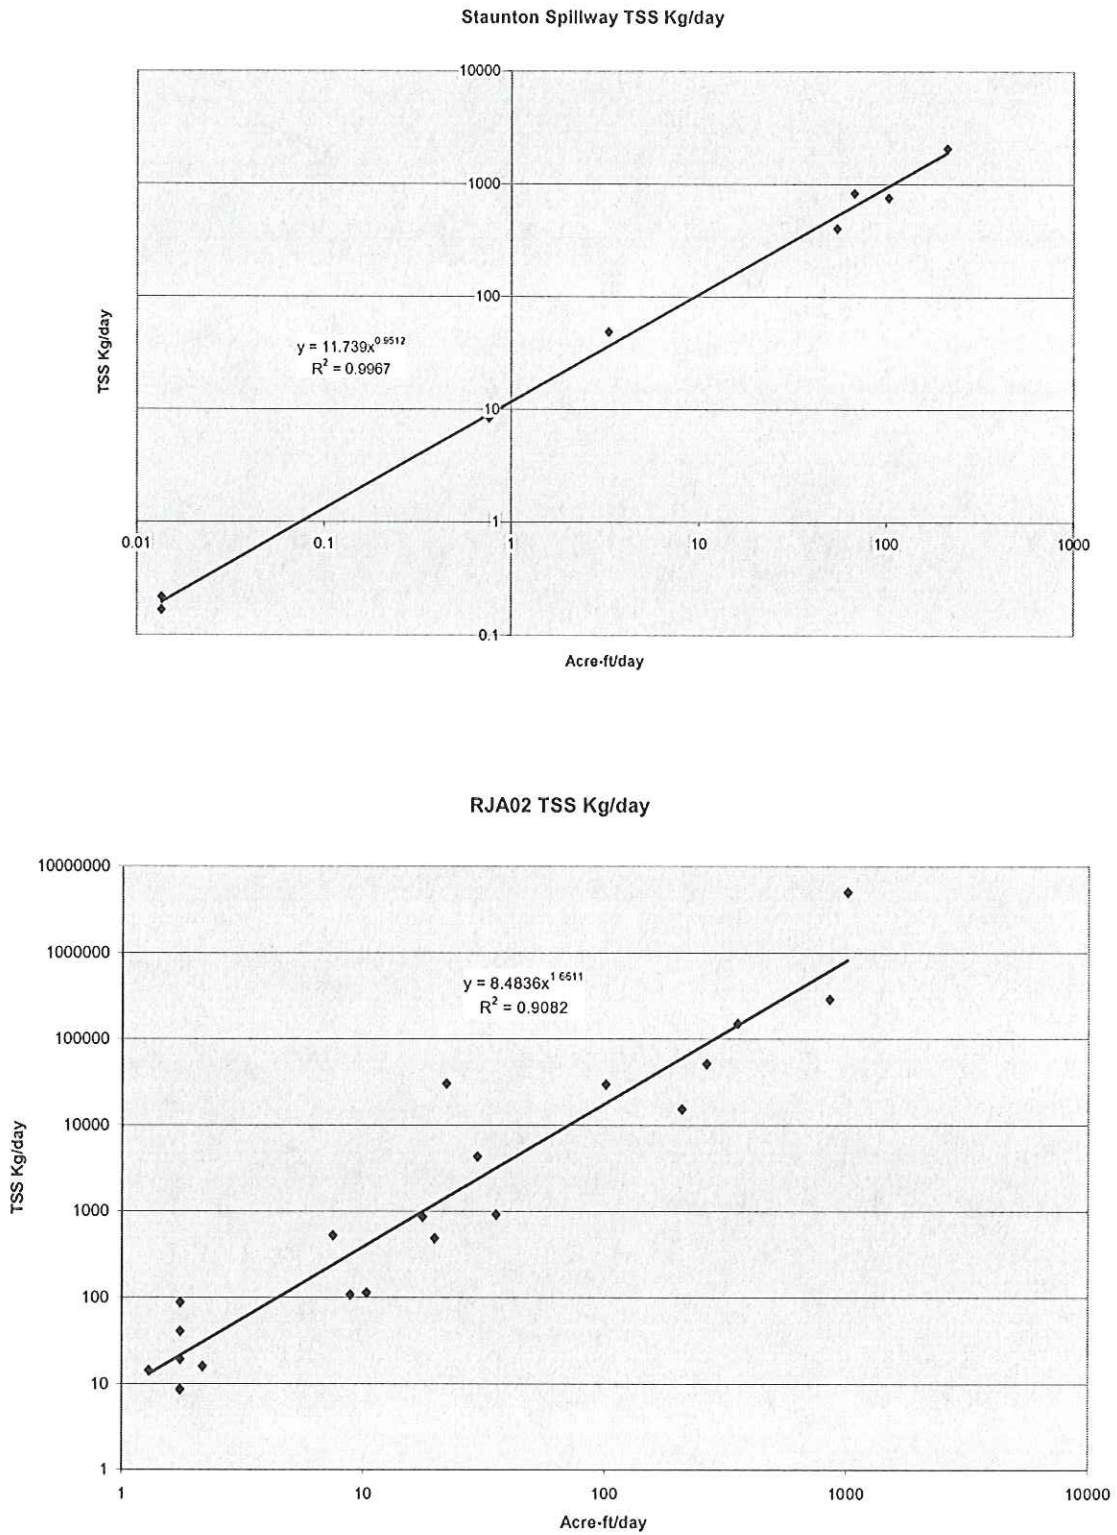 Staunton Spillway TSS Kg/day
10000
1000
100
10
1
0.1
TSS Kg/day
y = 11.739x^0.9512
R² = 0.9967
0.01 0.1 1 10 100 1000
Acre-ft/day
RJA02 TSS Kg/day
10000000
1000000
100000
10000
1000
100
10
1
TSS Kg/day
y = 8.4836x^1.6611
R² = 0.9082
1 10 100 1000 10000
Acre-ft/day